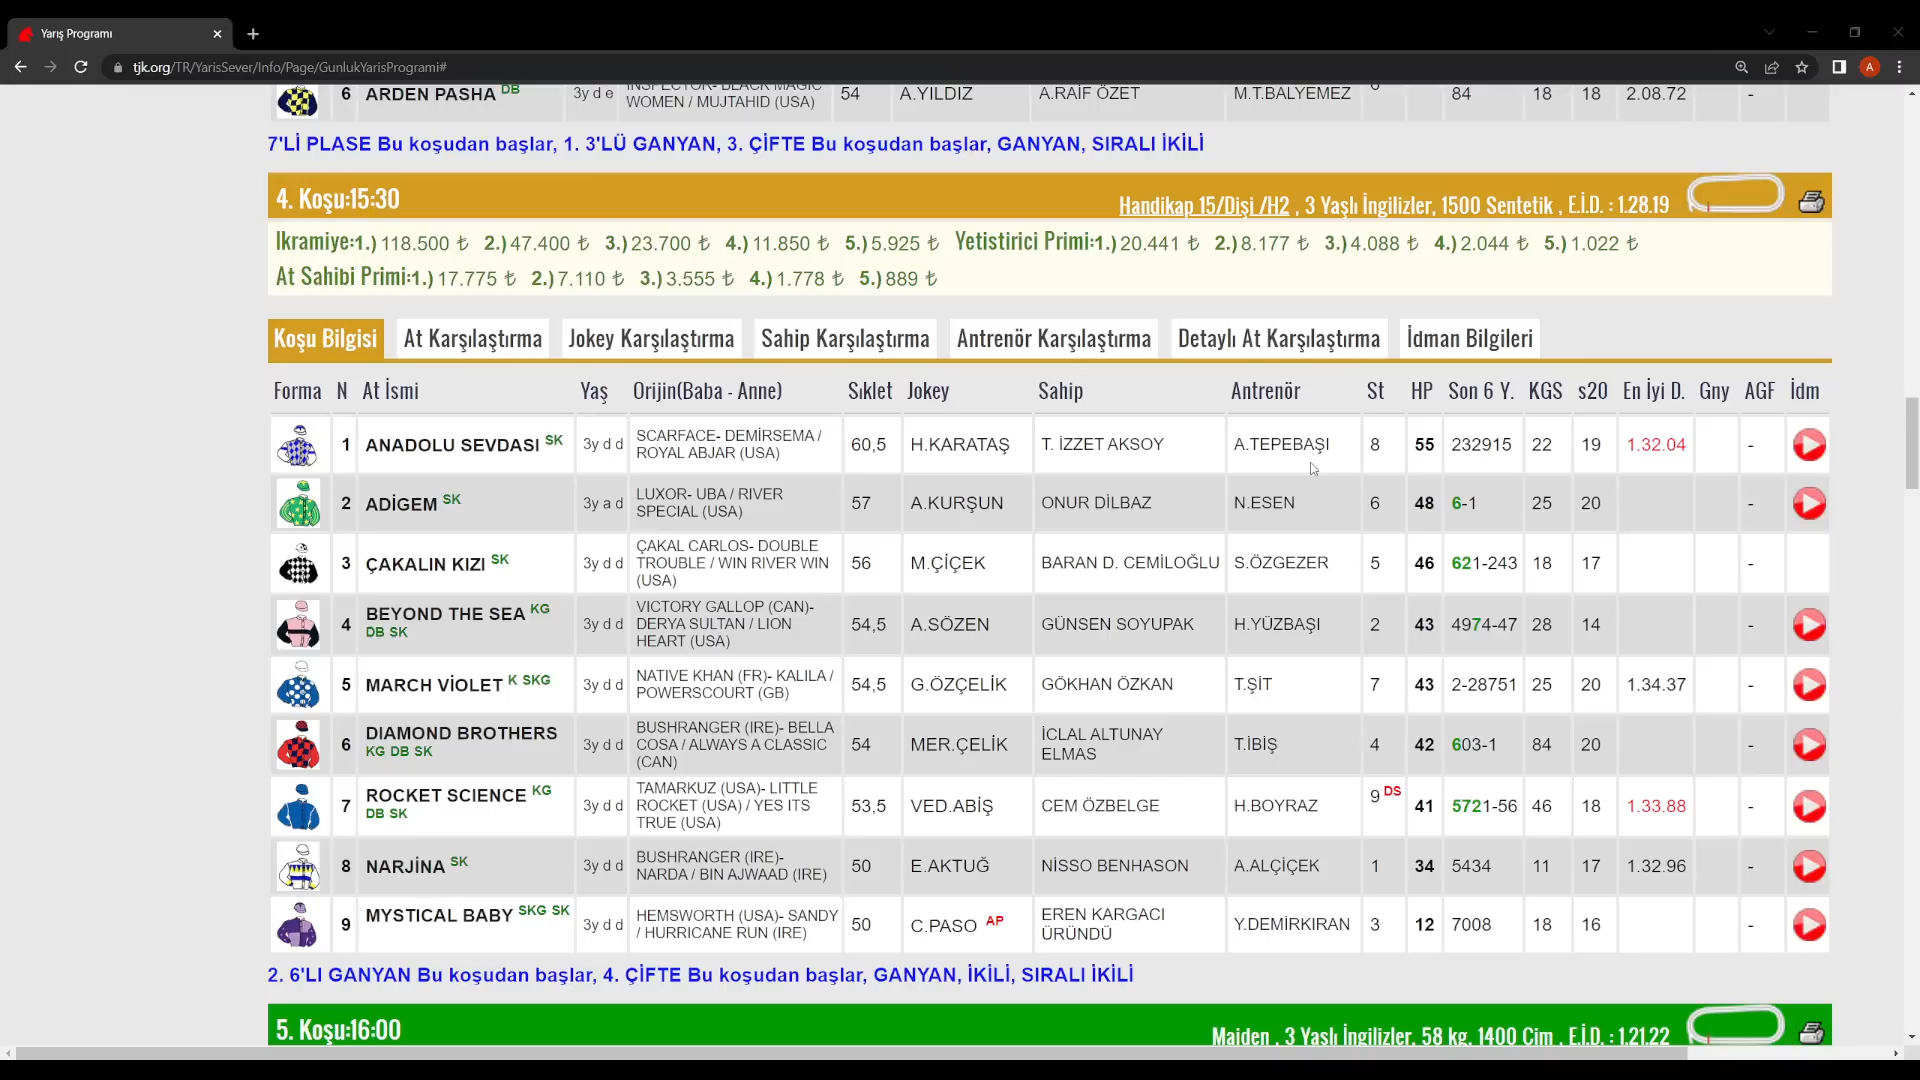 Yarış Programı
tjk.org/TR/YarisSever/Info/Page/GunlukYarisProgrami#
A
6 ARDEN PASHA DB 3y d e INSPECTOR- BLACK MAGIC WOMEN / MUJTAHID (USA) 54 A.YILDIZ A.RAİF ÖZET M.T.BALYEMEZ 84 18 18 2.08.72 -
7'Lİ PLASE Bu koşudan başlar, 1. 3'LÜ GANYAN, 3. ÇİFTE Bu koşudan başlar, GANYAN, SIRALI İKİLİ
4. Koşu:15:30 Handikap 15/Dişi /H2 , 3 Yaşlı İngilizler, 1500 Sentetik , E.İ.D. : 1.28.19
Ikramiye:1.) 118.500 ₺ 2.) 47.400 ₺ 3.) 23.700 ₺ 4.) 11.850 ₺ 5.) 5.925 ₺ Yetistirici Primi:1.) 20.441 ₺ 2.) 8.177 ₺ 3.) 4.088 ₺ 4.) 2.044 ₺ 5.) 1.022 ₺
At Sahibi Primi:1.) 17.775 ₺ 2.) 7.110 ₺ 3.) 3.555 ₺ 4.) 1.778 ₺ 5.) 889 ₺
Koşu Bilgisi At Karşılaştırma Jokey Karşılaştırma Sahip Karşılaştırma Antrenör Karşılaştırma Detaylı At Karşılaştırma İdman Bilgileri
Forma N At İsmi Yaş Orijin(Baba - Anne) Sıklet Jokey Sahip Antrenör St HP Son 6 Y. KGS s20 En İyi D. Gny AGF İdm
1 ANADOLU SEVDASI SK 3y d d SCARFACE- DEMİRSEMA / ROYAL ABJAR (USA) 60,5 H.KARATAŞ T. İZZET AKSOY A.TEPEBAŞI 8 55 232915 22 19 1.32.04 -
2 ADİGEM SK 3y a d LUXOR- UBA / RIVER SPECIAL (USA) 57 A.KURŞUN ONUR DİLBAZ N.ESEN 6 48 6-1 25 20 -
3 ÇAKALIN KIZI SK 3y d d ÇAKAL CARLOS- DOUBLE TROUBLE / WIN RIVER WIN (USA) 56 M.ÇİÇEK BARAN D. CEMİLOĞLU S.ÖZGEZER 5 46 621-243 18 17 -
4 BEYOND THE SEA KG DB SK 3y d d VICTORY GALLOP (CAN)- DERYA SULTAN / LION HEART (USA) 54,5 A.SÖZEN GÜNSEN SOYUPAK H.YÜZBAŞI 2 43 4974-47 28 14 -
5 MARCH VİOLET K SKG 3y d d NATIVE KHAN (FR)- KALILA / POWERSCOURT (GB) 54,5 G.ÖZÇELİK GÖKHAN ÖZKAN T.ŞİT 7 43 2-28751 25 20 1.34.37 -
6 DIAMOND BROTHERS KG DB SK 3y d d BUSHRANGER (IRE)- BELLA COSA / ALWAYS A CLASSIC (CAN) 54 MER.ÇELİK İCLAL ALTUNAY ELMAS T.İBİŞ 4 42 603-1 84 20 -
7 ROCKET SCIENCE KG DB SK 3y d d TAMARKUZ (USA)- LITTLE ROCKET (USA) / YES ITS TRUE (USA) 53,5 VED.ABİŞ CEM ÖZBELGE H.BOYRAZ 9 DS 41 5721-56 46 18 1.33.88 -
8 NARJİNA SK 3y d d BUSHRANGER (IRE)- NARDA / BIN AJWAAD (IRE) 50 E.AKTUĞ NİSSO BENHASON A.ALÇİÇEK 1 34 5434 11 17 1.32.96 -
9 MYSTICAL BABY SKG SK 3y d d HEMSWORTH (USA)- SANDY / HURRICANE RUN (IRE) 50 C.PASO AP EREN KARGACI ÜRÜNDÜ Y.DEMİRKIRAN 3 12 7008 18 16 -
2. 6'LI GANYAN Bu koşudan başlar, 4. ÇİFTE Bu koşudan başlar, GANYAN, İKİLİ, SIRALI İKİLİ
5. Koşu:16:00 Maiden , 3 Yaşlı İngilizler, 58 kg, 1400 Çim , E.İ.D. : 1.21.22